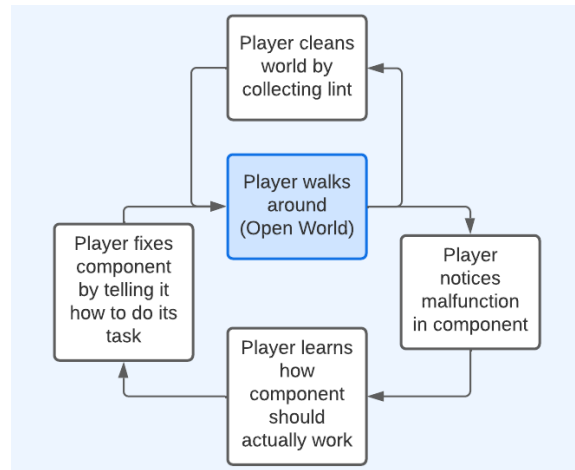 Player cleans
world by
collecting lint
Player walks
around
(Open World)
Player fixes
component
by telling it
how to do its
task
Player
notices
malfunction
in component
Player learns
how
component
should
actually work